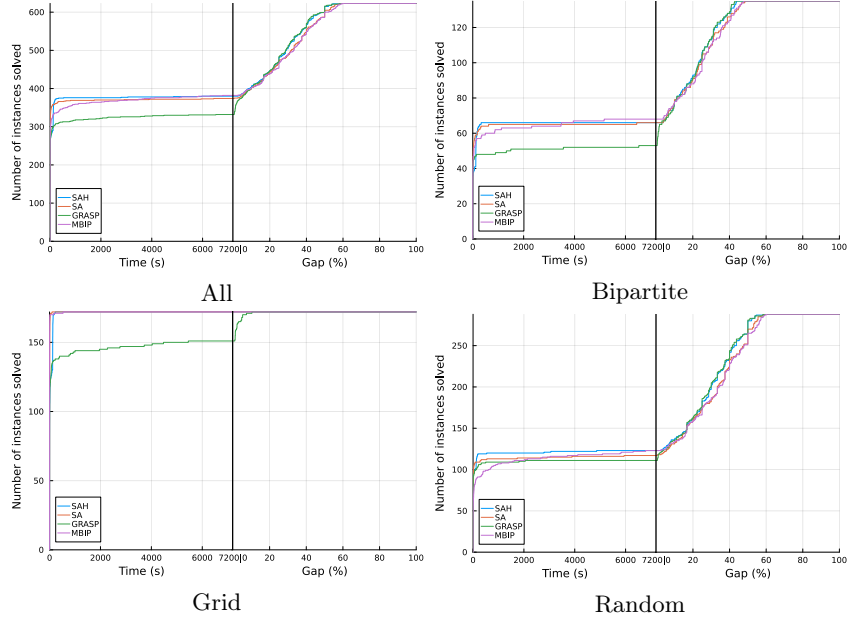 Number of instances solved
600
500
400
300
200
100
0
SAH
SA
GRASP
MBIP
0 2000 4000 6000 7200|0 20 40 60 80 100
Time (s) Gap (%)
All
Number of instances solved
120
100
80
60
40
20
0
SAH
SA
GRASP
MBIP
0 2000 4000 6000 7200|0 20 40 60 80 100
Time (s) Gap (%)
Bipartite
Number of instances solved
150
100
50
0
SAH
SA
GRASP
MBIP
0 2000 4000 6000 7200|0 20 40 60 80 100
Time (s) Gap (%)
Grid
Number of instances solved
250
200
150
100
50
0
SAH
SA
GRASP
MBIP
0 2000 4000 6000 7200|0 20 40 60 80 100
Time (s) Gap (%)
Random